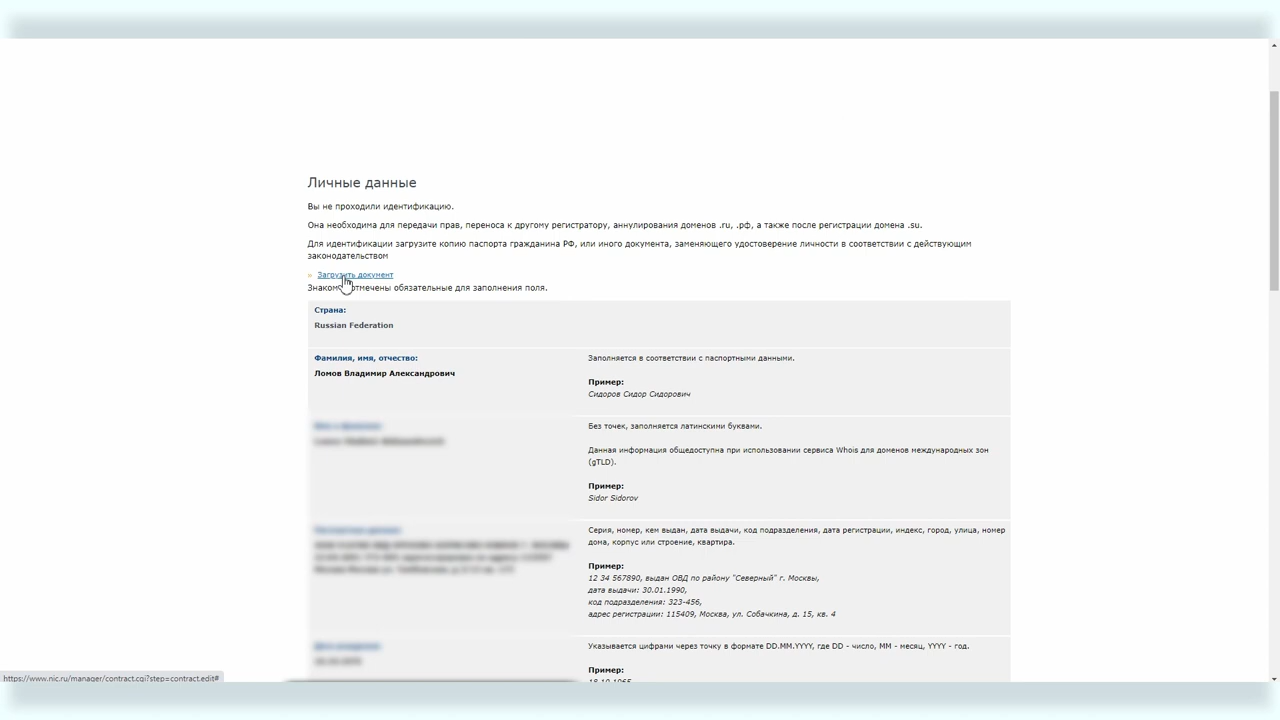 Личные данные
Вы не проходили идентификацию.
Она необходима для передачи прав, переноса к другому регистратору, аннулирования доменов .ru, .рф, а также после регистрации домена .su.
Для идентификации загрузите копию паспорта гражданина РФ, или иного документа, заменяющего удостоверение личности в соответствии с действующим
законодательством
» Загрузить документ
Знаком отмечены обязательные для заполнения поля.
Страна:
Russian Federation
Фамилия, имя, отчество:
Ломов Владимир Александрович
Заполняется в соответствии с паспортными данными.
Пример:
Сидоров Сидор Сидорович
Без точек, заполняется латинскими буквами.
Данная информация общедоступна при использовании сервиса Whois для доменов международных зон
(gTLD).
Пример:
Sidor Sidorov
Серия, номер, кем выдан, дата выдачи, код подразделения, дата регистрации, индекс, город, улица, номер
дома, корпус или строение, квартира.
Пример:
12 34 567890, выдан ОВД по району "Северный" г. Москвы,
дата выдачи: 30.01.1990,
код подразделения: 323-456,
адрес регистрации: 115409, Москва, ул. Собачкина, д. 15, кв. 4
Указывается цифрами через точку в формате DD.MM.YYYY, где DD - число, MM - месяц, YYYY - год.
Пример:
18.10.1965
https://www.nic.ru/manager/contract.cgi?step=contract.edit#